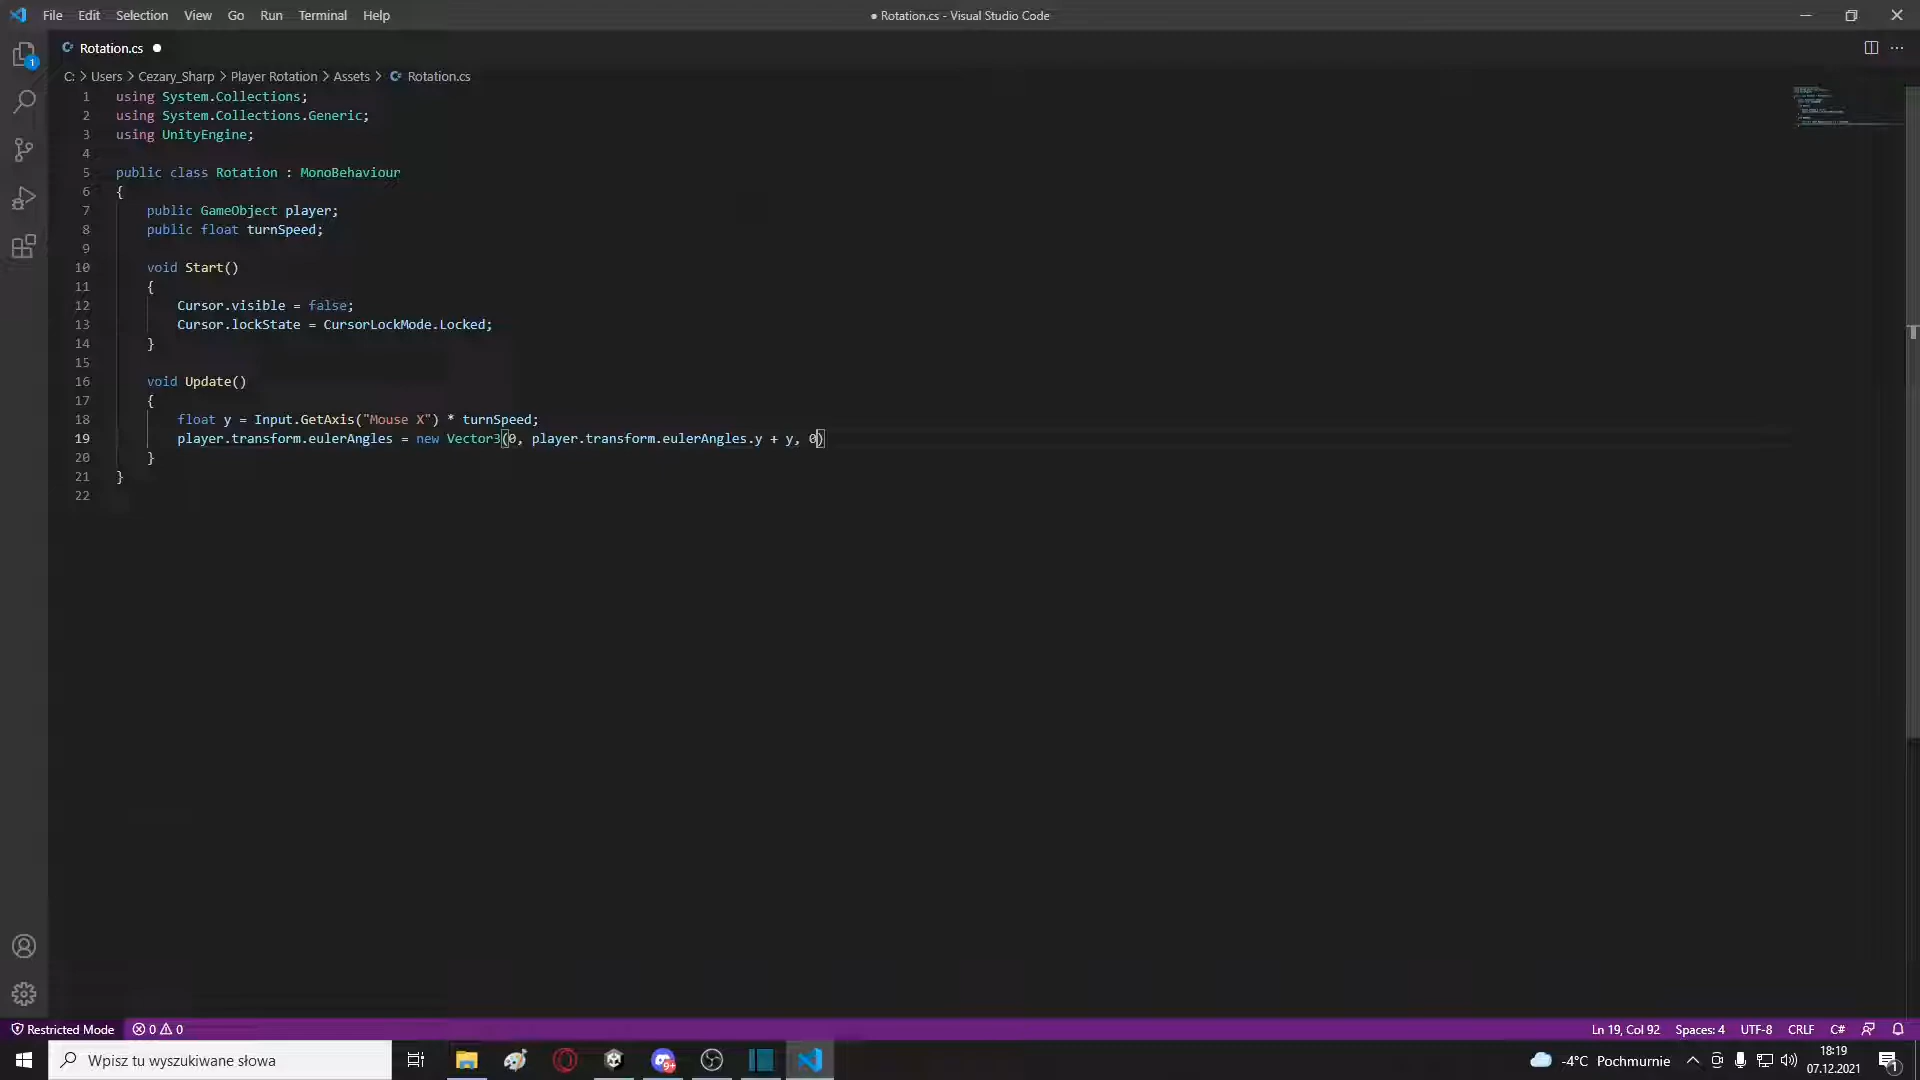 File Edit Selection View Go Run Terminal Help
● Rotation.cs - Visual Studio Code
Rotation.cs ●
C: > Users > Cezary_Sharp > Player Rotation > Assets > Rotation.cs
1 using System.Collections;
2 using System.Collections.Generic;
3 using UnityEngine;
4
5 public class Rotation : MonoBehaviour
6 {
7 public GameObject player;
8 public float turnSpeed;
9
10 void Start()
11 {
12 Cursor.visible = false;
13 Cursor.lockState = CursorLockMode.Locked;
14 }
15
16 void Update()
17 {
18 float y = Input.GetAxis("Mouse X") * turnSpeed;
19 player.transform.eulerAngles = new Vector3(0, player.transform.eulerAngles.y + y, 0)
20 }
21 }
22
1
Restricted Mode 0 0 Ln 19, Col 92 Spaces: 4 UTF-8 CRLF C#
Wpisz tu wyszukiwane słowa 9+ -4°C Pochmurnie 18:19
07.12.2021 1